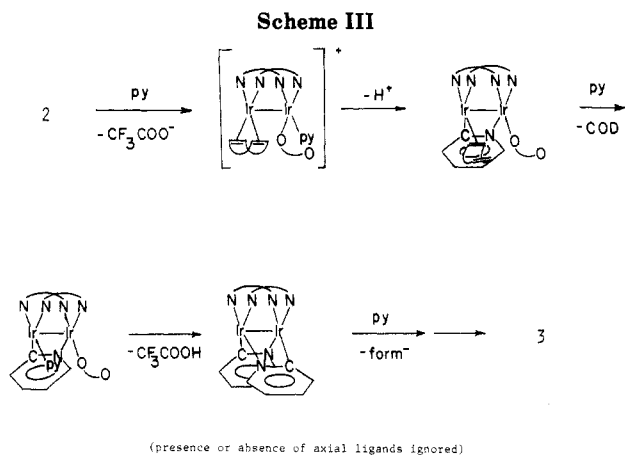 Scheme III
2
py
-CF₃COO⁻
N N N N
Ir Ir
py
O
O
+
-H⁺
N N N N
Ir Ir
C N
O
O
py
-COD
N N N N
Ir Ir
C N
py
O
O
-CF₃COOH
N N N N
Ir Ir
C N
N C
py
-form⁻
3
(presence or absence of axial ligands ignored)